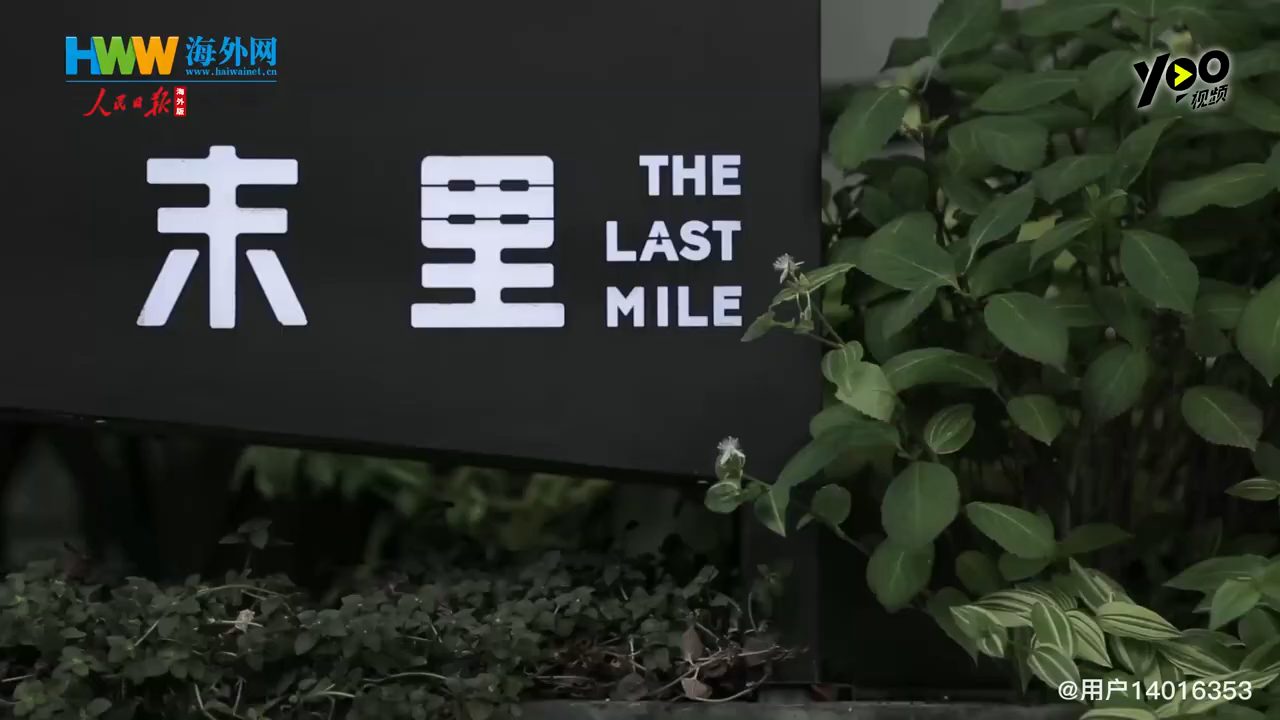 HWW 海外网
www.haiwainet.cn
人民日报 海外版
YOO
视频
末里
THE
LAST
MILE
@用户14016353